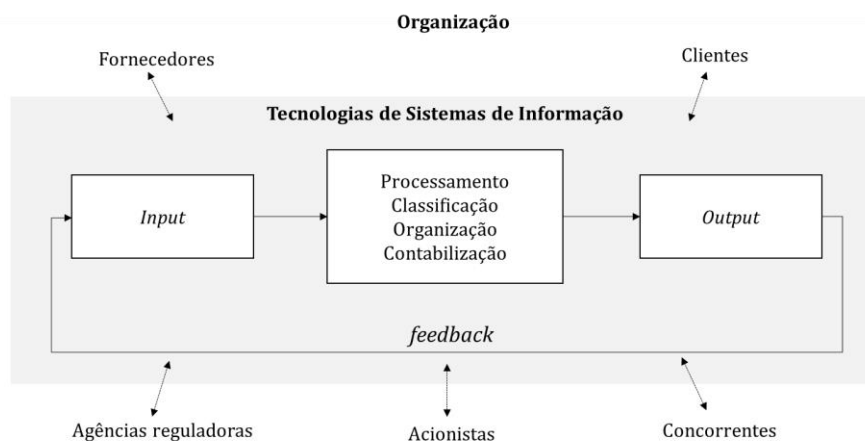 Organização
Fornecedores
Clientes
Tecnologias de Sistemas de Informação
Input
Processamento
Classificação
Organização
Contabilização
Output
feedback
Agências reguladoras
Acionistas
Concorrentes